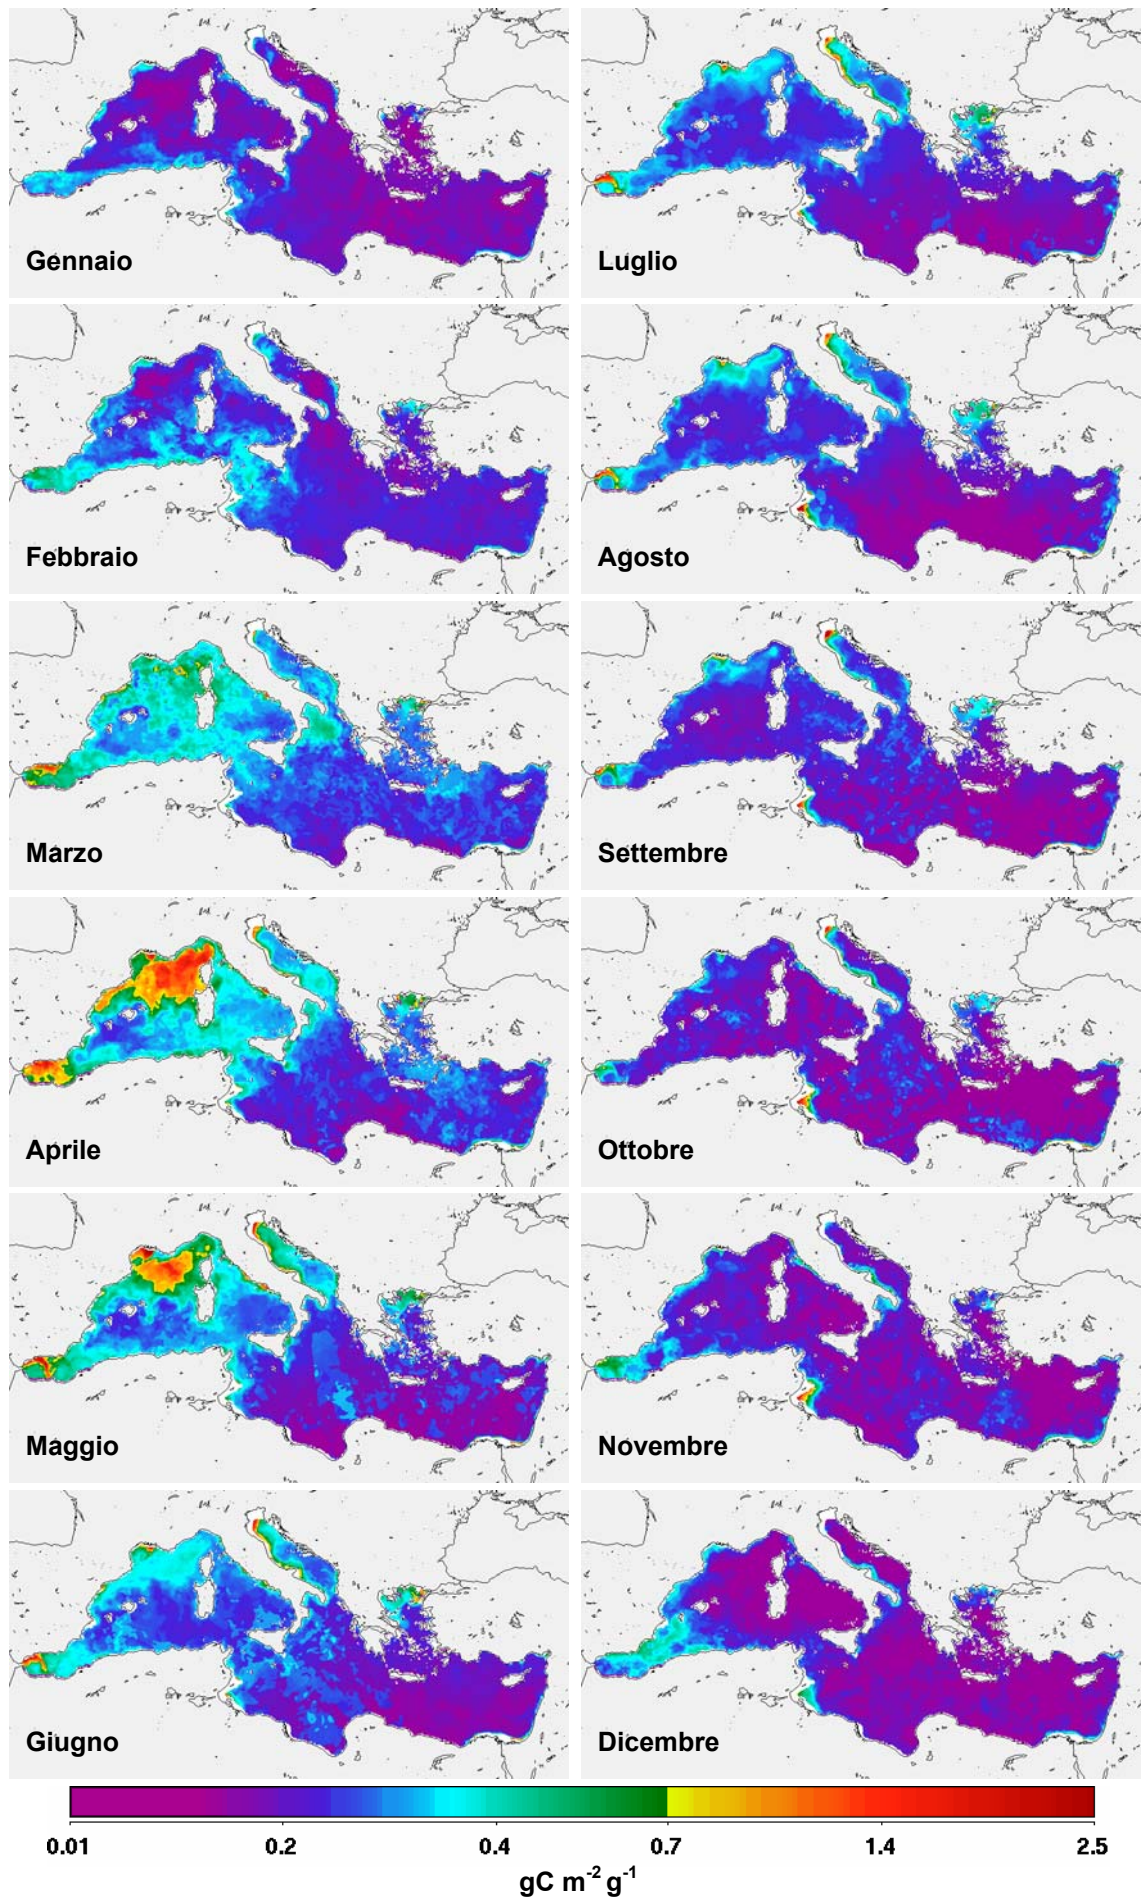 Gennaio
Luglio
Febbraio
Agosto
Marzo
Settembre
Aprile
Ottobre
Maggio
Novembre
Giugno
Dicembre
0.01 0.2 0.4 0.7 1.4 2.5
gC m⁻² g⁻¹